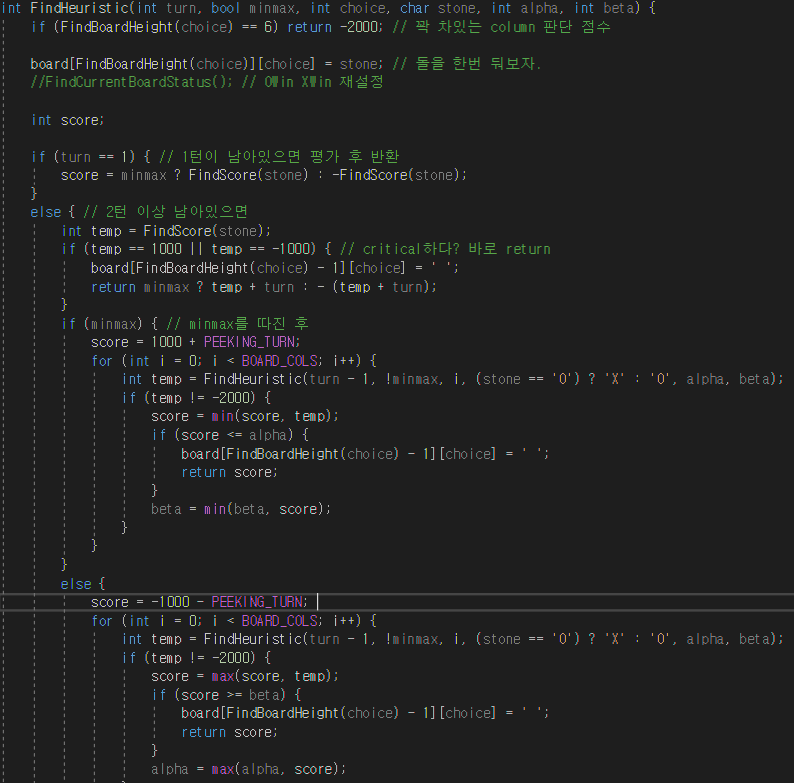 int FindHeuristic(int turn, bool minmax, int choice, char stone, int alpha, int beta) {
if (FindBoardHeight(choice) == 6) return -2000; // 꽉 차있는 column 판단 점수
board[FindBoardHeight(choice)][choice] = stone; // 돌을 한번 둬보자.
//FindCurrentBoardStatus(); // OWin XWin 재설정
int score;
if (turn == 1) { // 1턴이 남아있으면 평가 후 반환
score = minmax ? FindScore(stone) : -FindScore(stone);
}
else { // 2턴 이상 남아있으면
int temp = FindScore(stone);
if (temp == 1000 || temp == -1000) { // critical하다? 바로 return
board[FindBoardHeight(choice) - 1][choice] = ' ';
return minmax ? temp + turn : - (temp + turn);
}
if (minmax) { // minmax를 따진 후
score = 1000 + PEEKING_TURN;
for (int i = 0; i < BOARD_COLS; i++) {
int temp = FindHeuristic(turn - 1, !minmax, i, (stone == 'O') ? 'X' : 'O', alpha, beta);
if (temp != -2000) {
score = min(score, temp);
if (score <= alpha) {
board[FindBoardHeight(choice) - 1][choice] = ' ';
return score;
}
beta = min(beta, score);
}
}
}
else {
score = -1000 - PEEKING_TURN;
for (int i = 0; i < BOARD_COLS; i++) {
int temp = FindHeuristic(turn - 1, !minmax, i, (stone == 'O') ? 'X' : 'O', alpha, beta);
if (temp != -2000) {
score = max(score, temp);
if (score >= beta) {
board[FindBoardHeight(choice) - 1][choice] = ' ';
return score;
}
alpha = max(alpha, score);